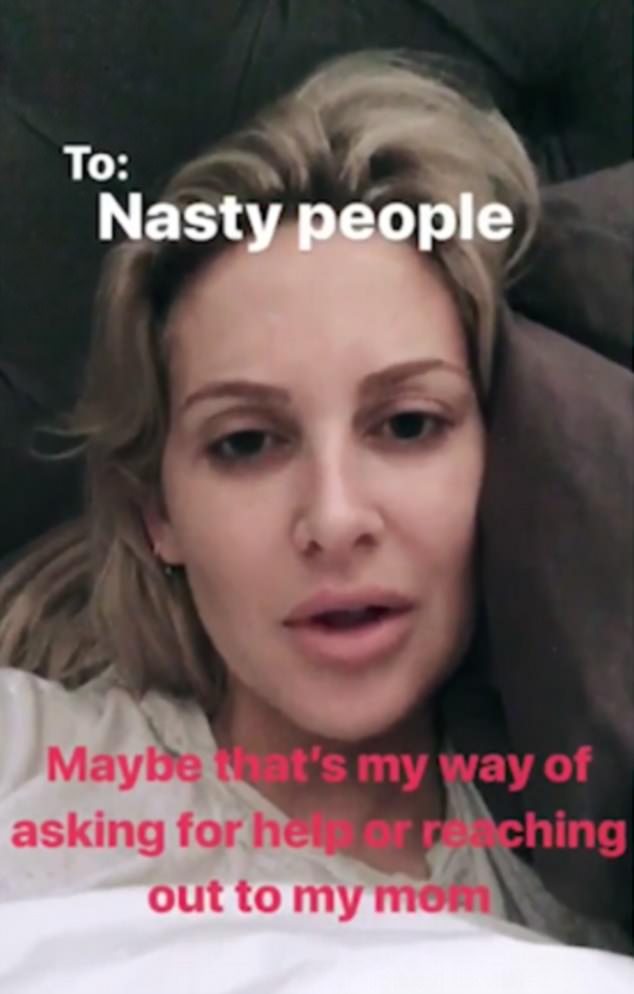 To:
Nasty people
Maybe that's my way of
asking for help or reaching
out to my mom